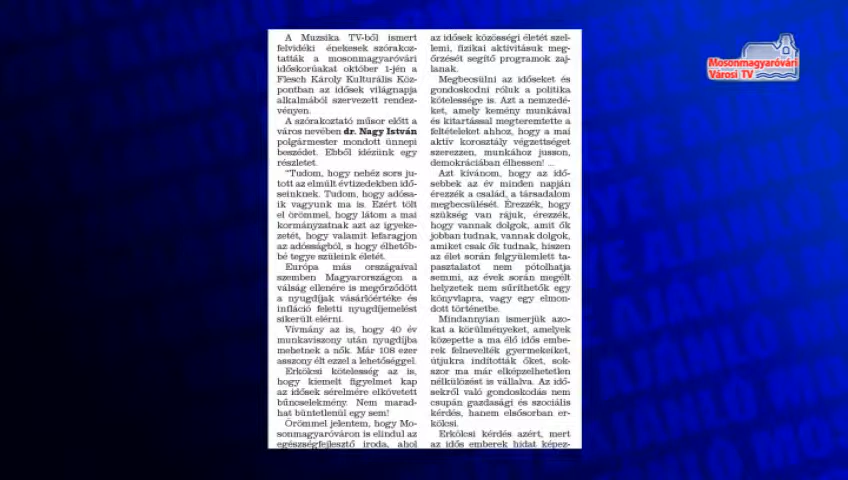 A Muzsika TV-ből ismert
felvidéki énekesek szórakoz-
tatták a mosonmagyaróvári
időskorúakat október 1-jén a
Flesch Károly Kulturális Köz-
pontban az idősek világnapja
alkalmából szervezett rendez-
vényen.
A szórakoztató műsor előtt a
város nevében dr. Nagy István
polgármester mondott ünnepi
beszédet. Ebből idézünk egy
részletet.
"Tudom, hogy nehéz sors ju-
tott az elmúlt évtizedekben idő-
seinknek. Tudom, hogy adósa-
ik vagyunk ma is. Ezért tölt
el örömmel, hogy látom a mai
kormányzatnak azt az igyeke-
zetét, hogy valamit lefaragjon
az adósságból, s hogy élhetőb-
bé tegye szüleink életét.
Európa más országaival
szemben Magyarországon a
válság ellenére is megőrződött
a nyugdíjak vásárlóértéke és
infláció feletti nyugdíjemelést
sikerült elérni.
Vívmány az is, hogy 40 év
munkaviszony után nyugdíjba
mehetnek a nők. Már 108 ezer
asszony élt ezzel a lehetőséggel.
Erkölcsi kötelesség az is,
hogy kiemelt figyelmet kap
az idősek sérelmére elkövetett
bűncselekmény. Nem marad-
hat büntetlenül egy sem!
Örömmel jelentem, hogy Mo-
sonmagyaróváron is elindul az
egészségfejlesztő iroda, ahol
az idősek közösségi életét szel-
lemi, fizikai aktivitásuk meg-
őrzését segítő programok zaj-
lanak.
Megbecsülni az időseket és
gondoskodni róluk a politika
kötelessége is. Azt a nemzedé-
ket, amely kemény munkával
és kitartással megteremtette a
feltételeket ahhoz, hogy a mai
aktív korosztály végzettséget
szerezzen, munkához jusson,
demokráciában élhessen! ...
Azt kívánom, hogy az idő-
sebbek az év minden napján
érezzék a család, a társadalom
megbecsülését. Érezzék, hogy
szükség van rájuk, érezzék,
hogy vannak dolgok, amit ők
jobban tudnak, vannak dolgok,
amiket csak ők tudnak, hiszen
az élet során felgyülemlett ta-
pasztalatot nem pótolhatja
semmi, az évek során megélt
helyzetek nem sűríthetők egy
könyvlapra, vagy egy elmon-
dott történetbe.
Mindannyian ismerjük azo-
kat a körülményeket, amelyek
közepette a ma élő idős embe-
rek felnevelték gyermekeiket,
útjukra indították őket, sok-
szor ma már elképzelhetetlen
nélkülözést is vállalva. Az idő-
sekről való gondoskodás nem
csupán gazdasági és szociális
kérdés, hanem elsősorban er-
kölcsi.
Erkölcsi kérdés azért, mert
az idős emberek hidat képez-
Mosonmagyaróvári
Városi TV